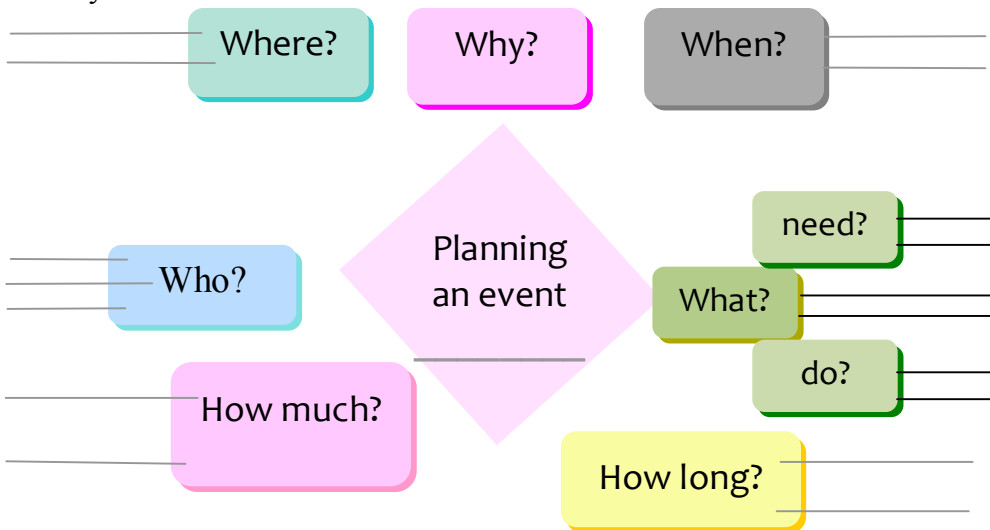 Where?
Why?
When?
need?
Planning
an event
Who?
What?
do?
How much?
How long?